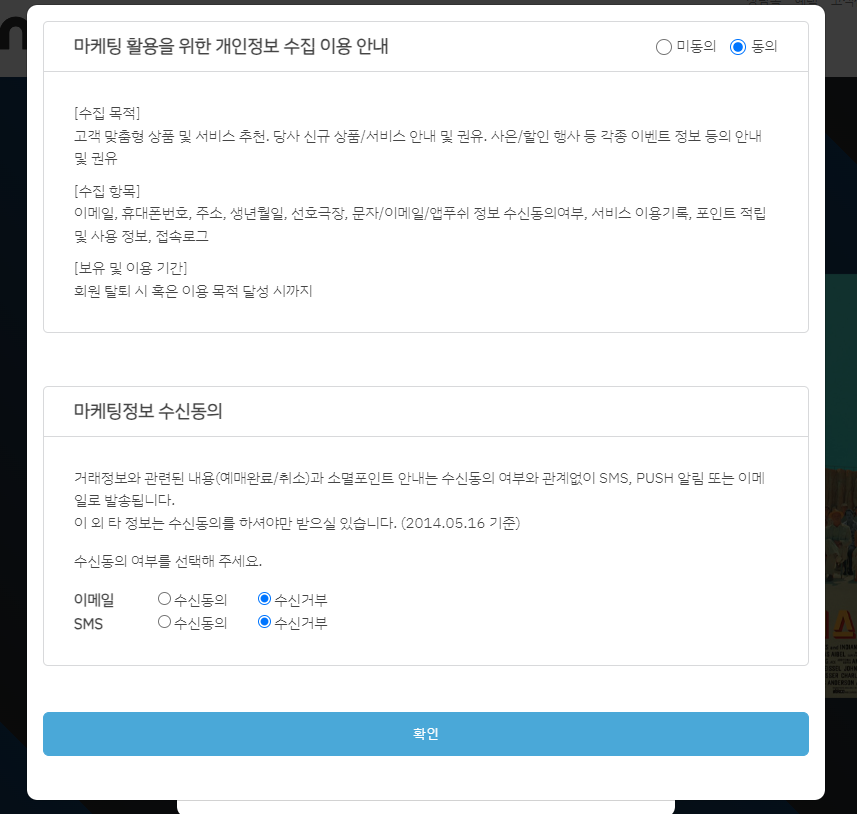 마케팅 활용을 위한 개인정보 수집 이용 안내
미동의 동의
[수집 목적]
고객 맞춤형 상품 및 서비스 추천. 당사 신규 상품/서비스 안내 및 권유. 사은/할인 행사 등 각종 이벤트 정보 등의 안내
및 권유
[수집 항목]
이메일, 휴대폰번호, 주소, 생년월일, 선호극장, 문자/이메일/앱푸쉬 정보 수신동의여부, 서비스 이용기록, 포인트 적립
및 사용 정보, 접속로그
[보유 및 이용 기간]
회원 탈퇴 시 혹은 이용 목적 달성 시까지
마케팅정보 수신동의
거래정보와 관련된 내용(예매완료/취소)과 소멸포인트 안내는 수신동의 여부와 관계없이 SMS, PUSH 알림 또는 이메
일로 발송됩니다.
이 외 타 정보는 수신동의를 하셔야만 받으실 있습니다. (2014.05.16 기준)
수신동의 여부를 선택해 주세요.
이메일 수신동의 수신거부
SMS 수신동의 수신거부
확인